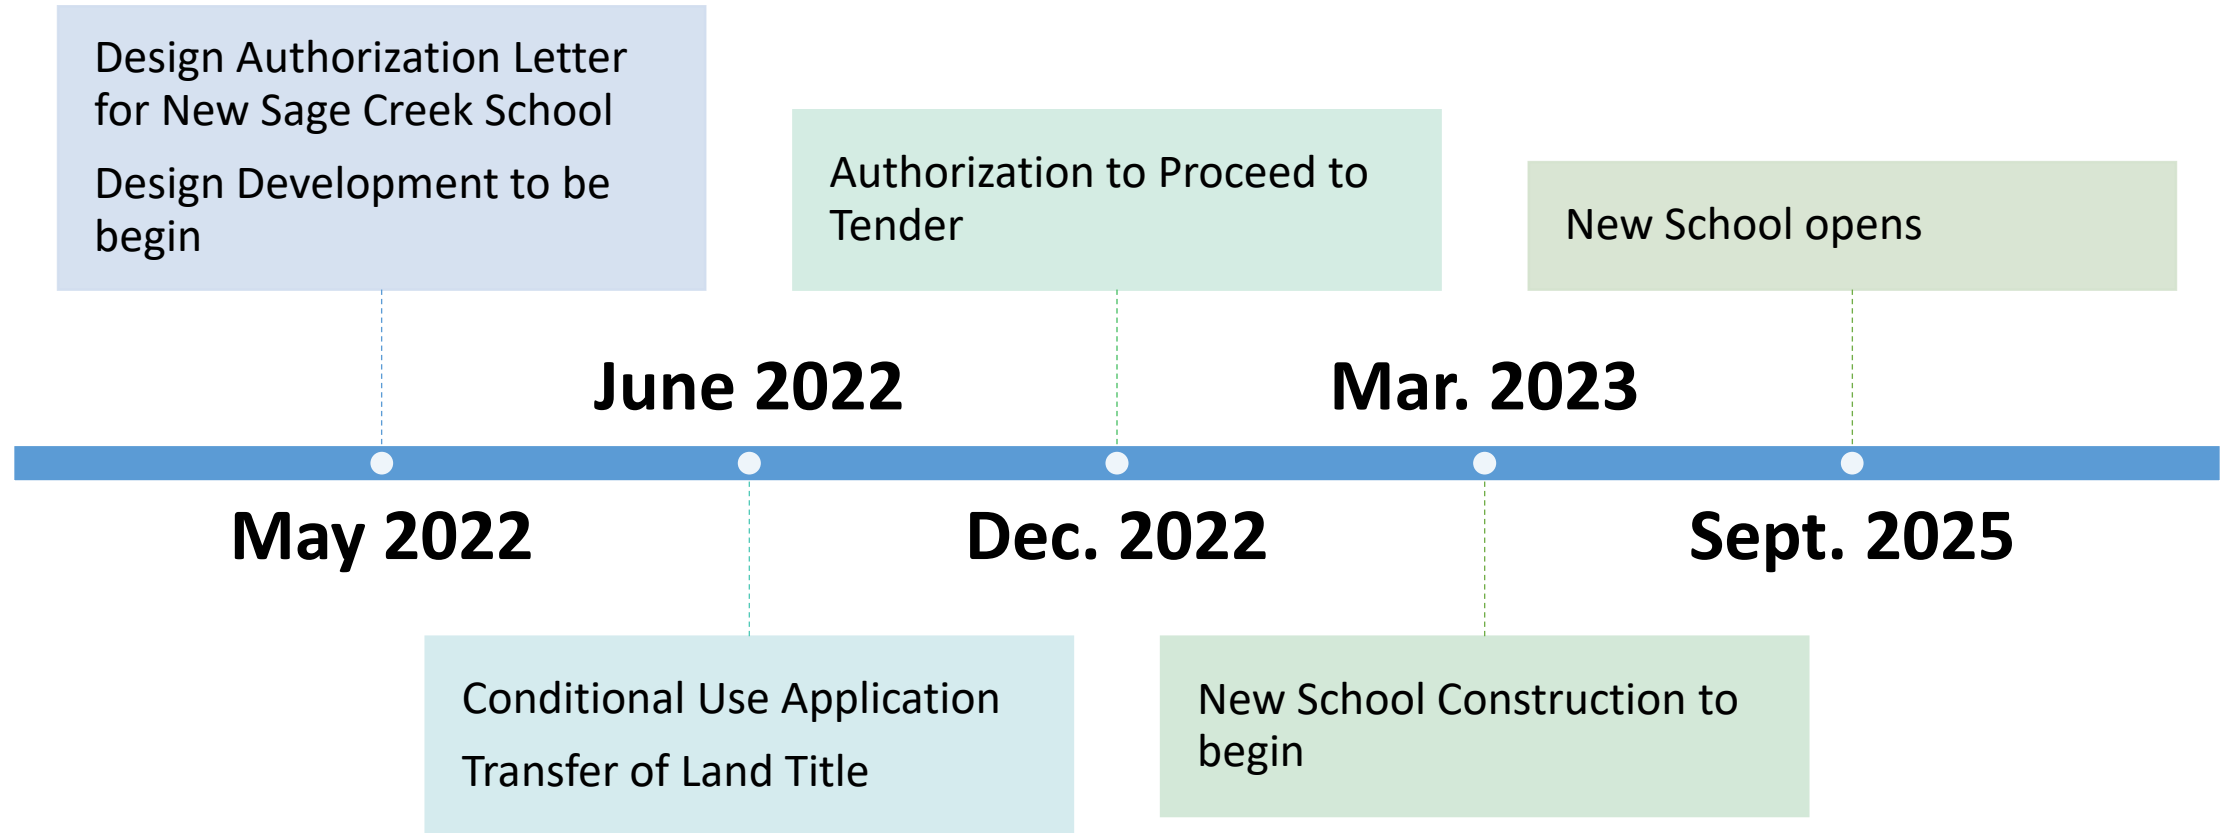 Design Authorization Letter
for New Sage Creek School
Design Development to be
begin
Authorization to Proceed to
Tender
New School opens
June 2022
Mar. 2023
May 2022
Dec. 2022
Sept. 2025
Conditional Use Application
Transfer of Land Title
New School Construction to
begin